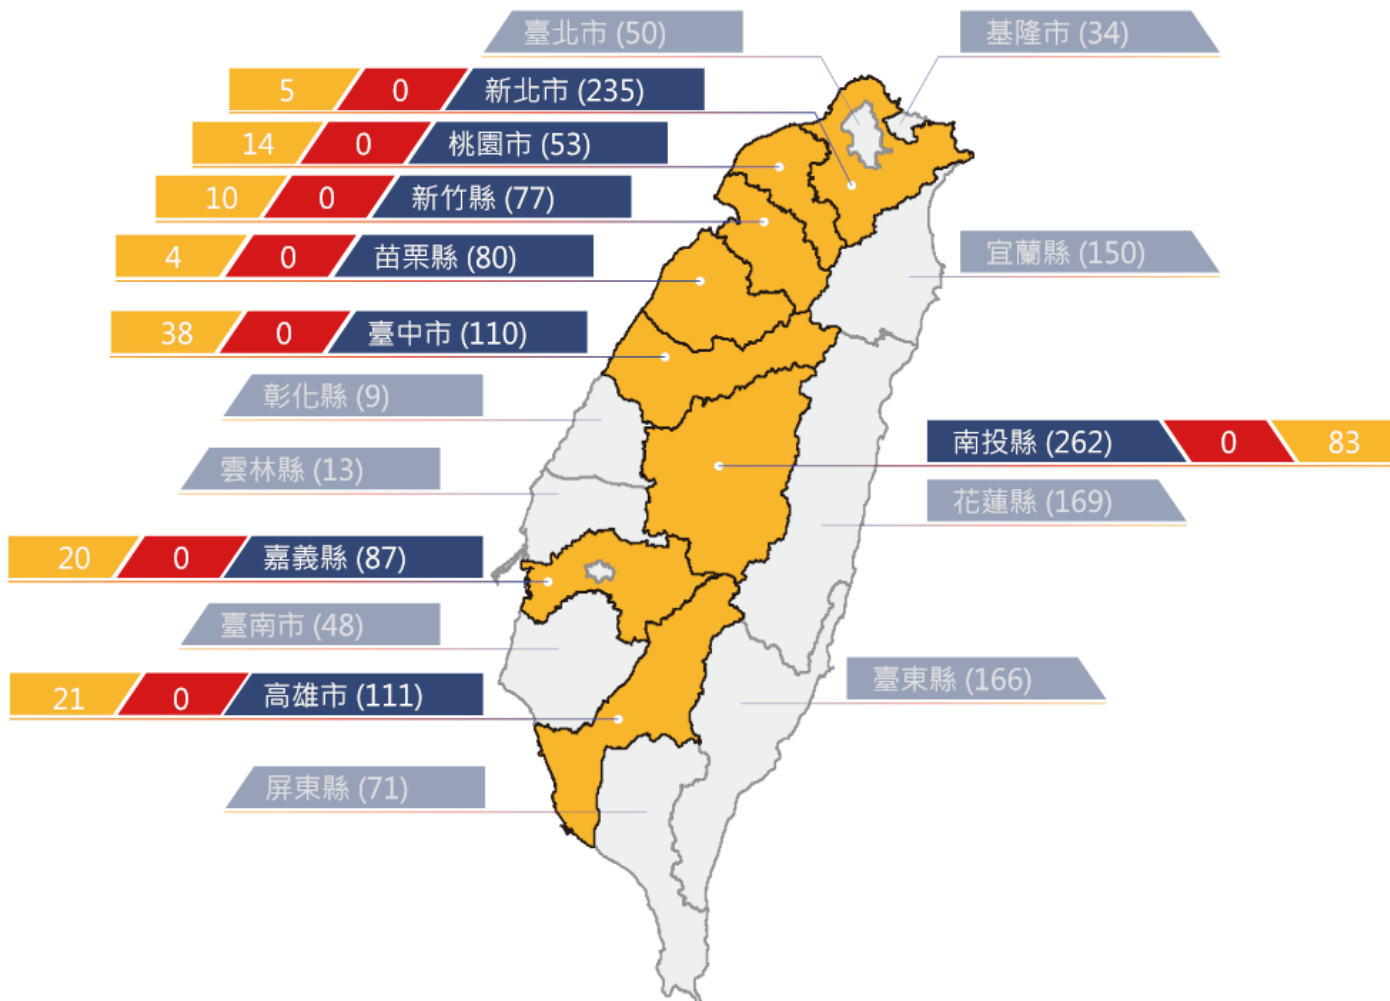 臺北市 (50)
基隆市 (34)
5 0 新北市 (235)
14 0 桃園市 (53)
10 0 新竹縣 (77)
4 0 苗栗縣 (80)
宜蘭縣 (150)
38 0 臺中市 (110)
彰化縣 (9)
南投縣 (262) 0 83
雲林縣 (13)
花蓮縣 (169)
20 0 嘉義縣 (87)
臺南市 (48)
臺東縣 (166)
21 0 高雄市 (111)
屏東縣 (71)